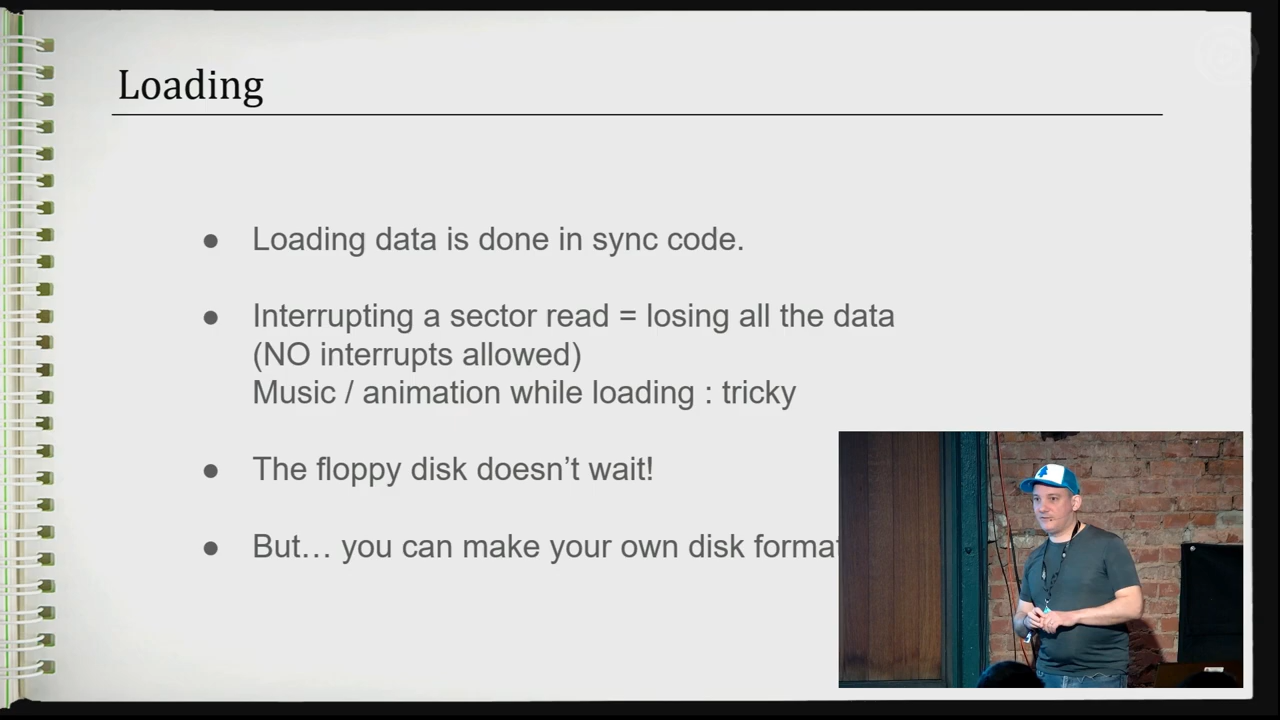 Loading
● Loading data is done in sync code.
● Interrupting a sector read = losing all the data
(NO interrupts allowed)
Music / animation while loading : tricky
● The floppy disk doesn’t wait!
● But… you can make your own disk format